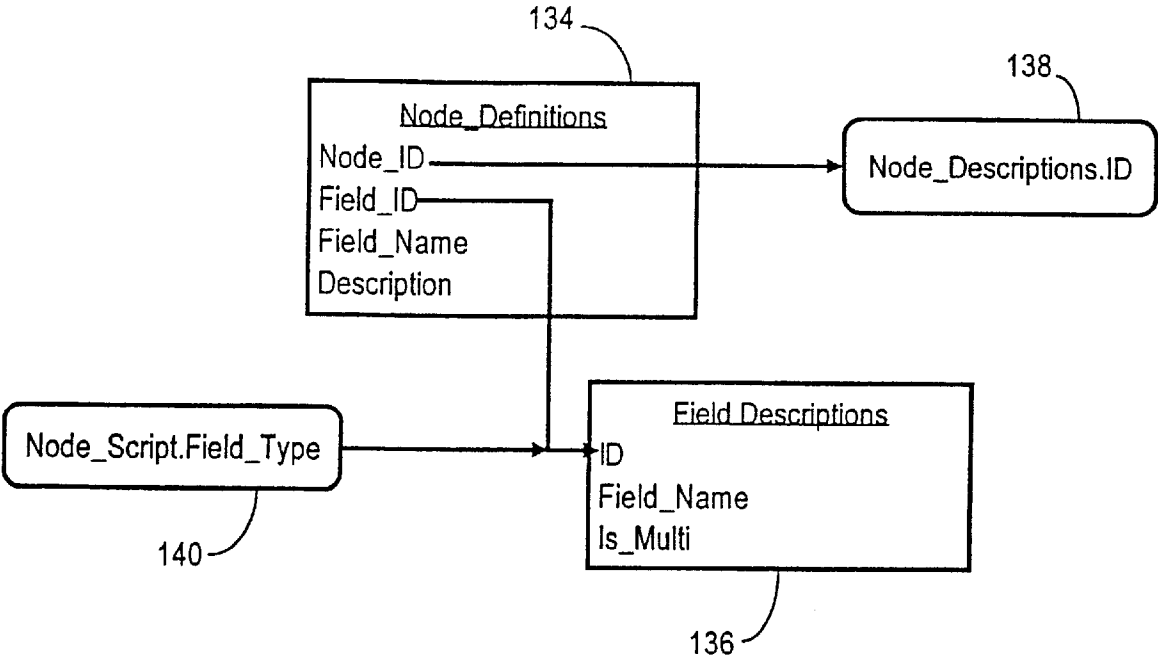 134
138
Node_Definitions
Node_ID
Field_ID
Field_Name
Description
Node_Descriptions.ID
Node_Script.Field_Type
140
Field Descriptions
ID
Field_Name
Is_Multi
136